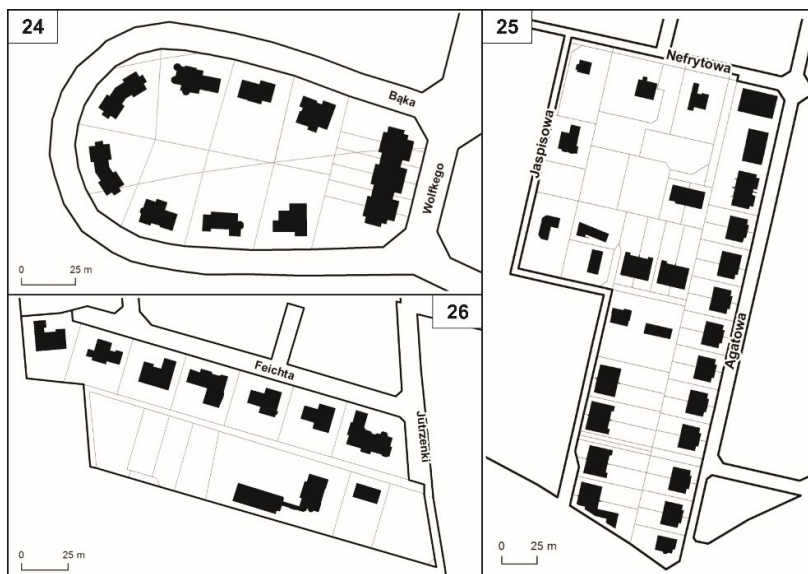 24
Bąka
Wolfkego
0 25 m
25
Nefrytowa
Jaspisowa
Agatowa
0 25 m
26
Feichta
Jutrzenki
0 25 m